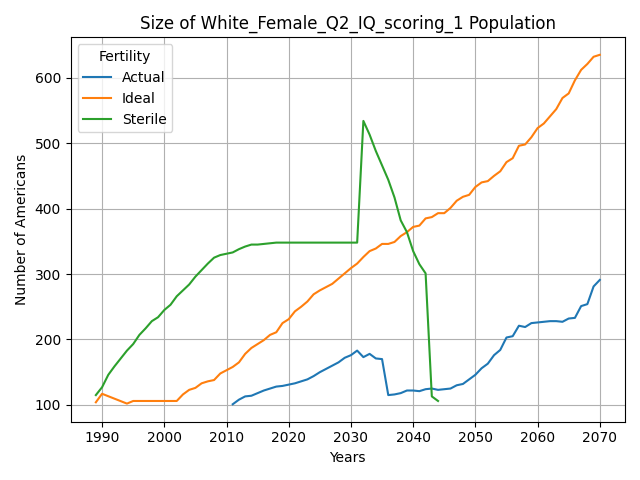 Size of White_Female_Q2_IQ_scoring_1 Population
Number of Americans
600
500
400
300
200
100
Fertility
Actual
Ideal
Sterile
1990 2000 2010 2020 2030 2040 2050 2060 2070
Years